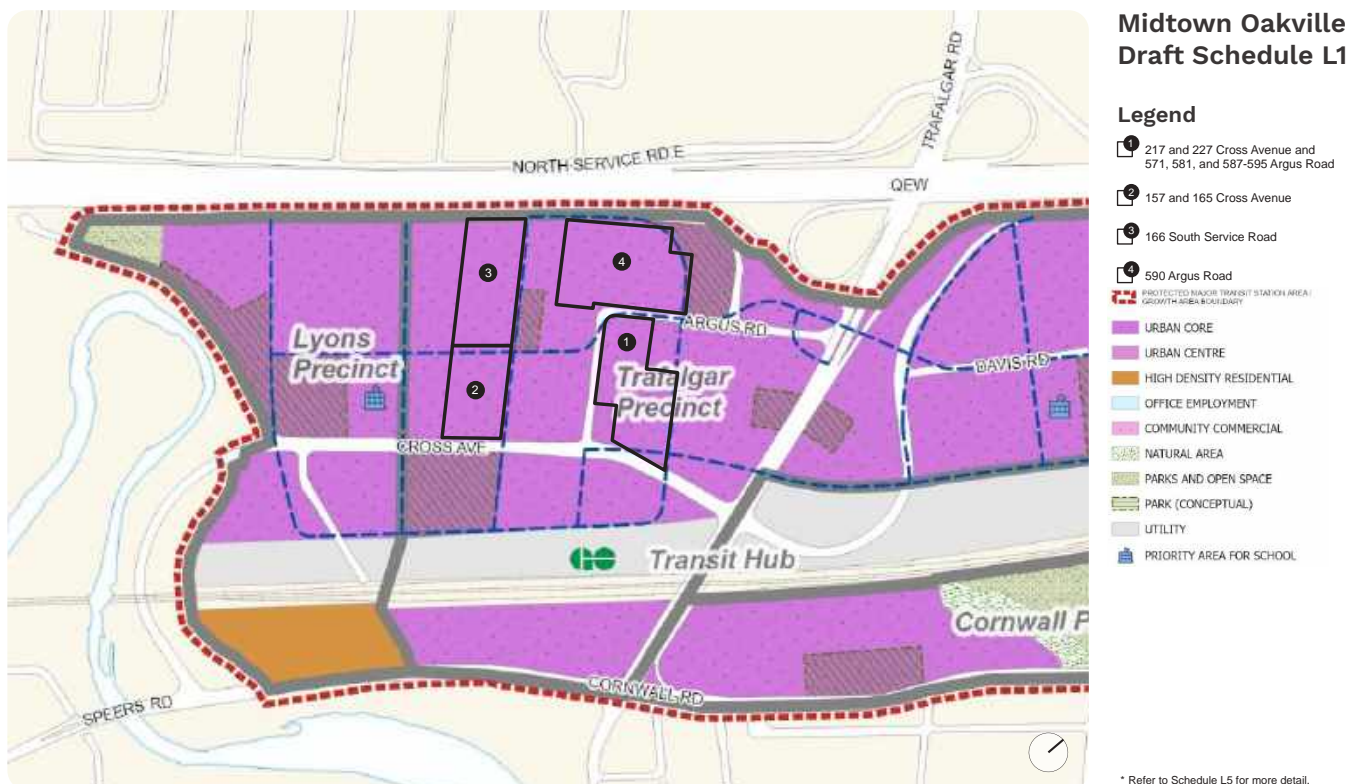 Midtown Oakville
Draft Schedule L1
Legend
1
217 and 227 Cross Avenue and
571, 581, and 587-595 Argus Road
2
157 and 165 Cross Avenue
3
166 South Service Road
4
590 Argus Road
PROTECTED MAJOR TRANSIT STATION AREA /
GROWTH AREA BOUNDARY
URBAN CORE
URBAN CENTRE
HIGH DENSITY RESIDENTIAL
OFFICE EMPLOYMENT
COMMUNITY COMMERCIAL
NATURAL AREA
PARKS AND OPEN SPACE
PARK (CONCEPTUAL)
UTILITY
PRIORITY AREA FOR SCHOOL
TRAFALGAR RD
NORTH SERVICE RD E
QEW
3
4
ARGUS RD
1
Lyons
Precinct
Trafalgar
Precinct
DAVIS RD
2
CROSS AVE
GO
Transit Hub
Cornwall P
CORNWALL RD
SPEERS RD
* Refer to Schedule L5 for more detail.